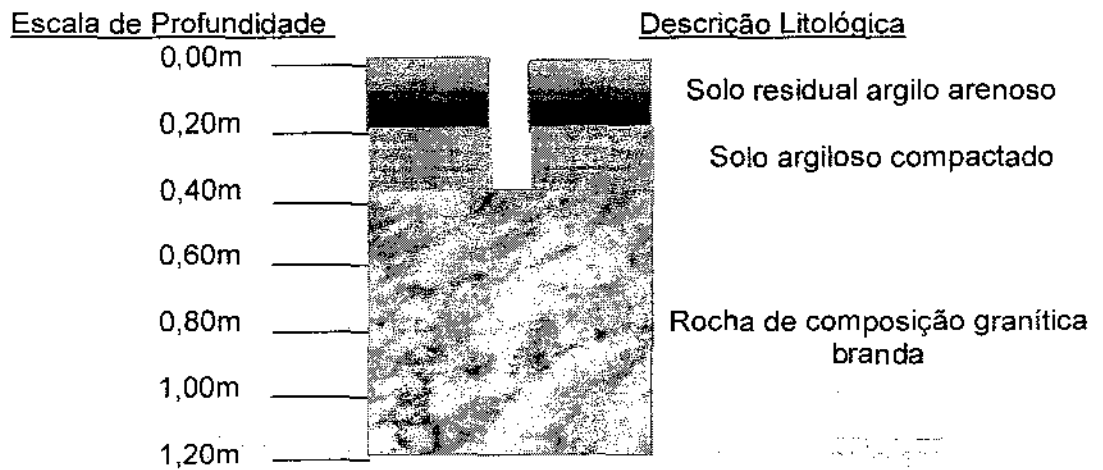 Escala de Profundidade
Descrição Litológica
0,00m
Solo residual argilo arenoso
0,20m
Solo argiloso compactado
0,40m
0,60m
0,80m
Rocha de composição granítica
branda
1,00m
1,20m